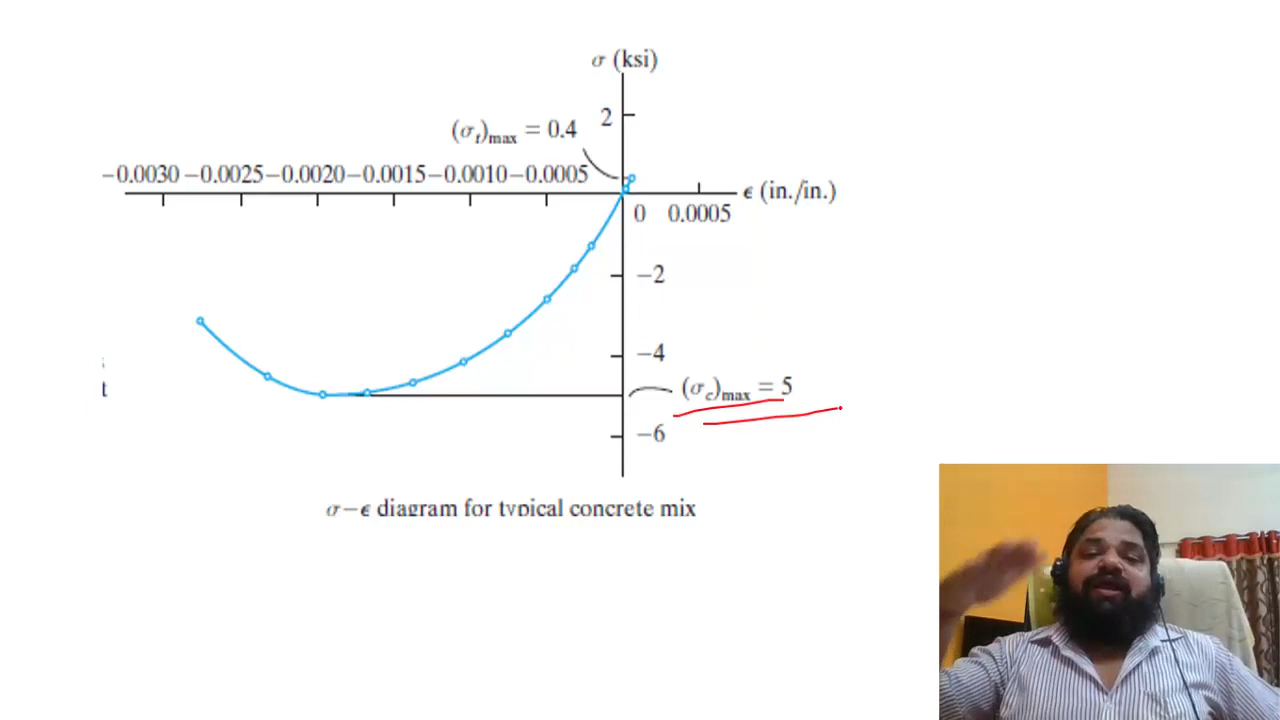 σ (ksi)
2
(σt)max = 0.4
−0.0030 −0.0025 −0.0020 −0.0015 −0.0010 −0.0005
ϵ (in./in.)
0 0.0005
−2
−4
t
(σc)max = 5
−6
σ−ϵ diagram for typical concrete mix